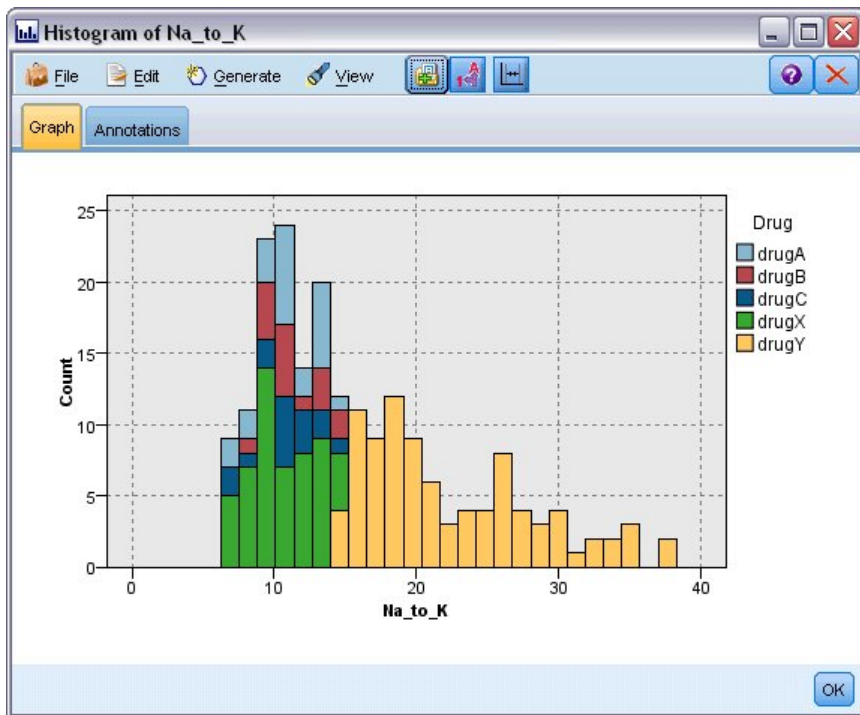 Histogram of Na_to_K
File Edit Generate View
Graph Annotations
25
20
15
10
5
0
Count
0 10 20 30 40
Na_to_K
Drug
drugA
drugB
drugC
drugX
drugY
OK